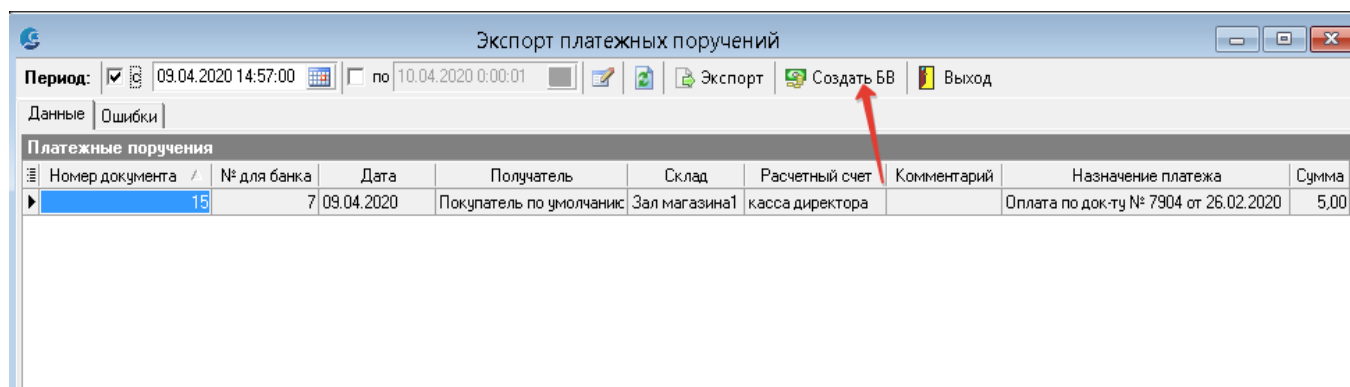 Экспорт платежных поручений
Период: с 09.04.2020 14:57:00 по 10.04.2020 0:00:01 Экспорт Создать БВ Выход
Данные Ошибки
Платежные поручения
Номер документа № для банка Дата Получатель Склад Расчетный счет Комментарий Назначение платежа Сумма
15 7 09.04.2020 Покупатель по умолчанию Зал магазина1 касса директора Оплата по док-ту № 7904 от 26.02.2020 5,00